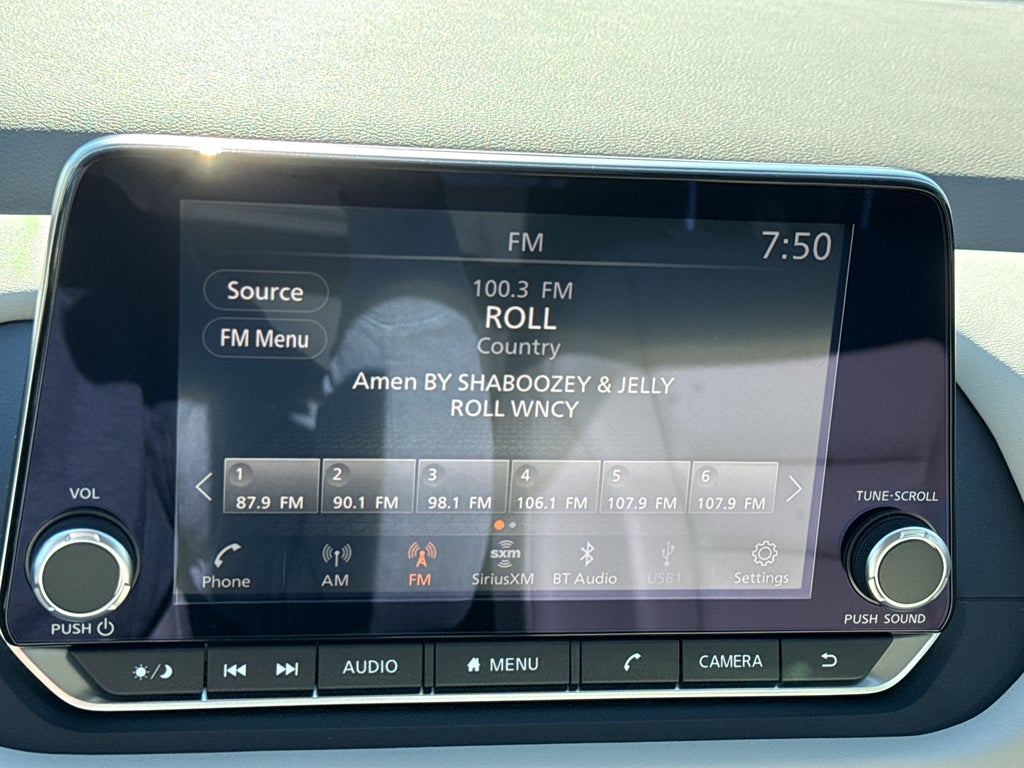 FM
7:50
Source
100.3 FM
ROLL
FM Menu
Country
Amen BY SHABOOZEY & JELLY
ROLL WNCY
1 2 3 4 5 6
87.9 FM 90.1 FM 98.1 FM 106.1 FM 107.9 FM 107.9 FM
VOL
TUNE·SCROLL
sxm
Phone AM FM SiriusXM BT Audio USB1 Settings
PUSH
PUSH SOUND
AUDIO MENU CAMERA